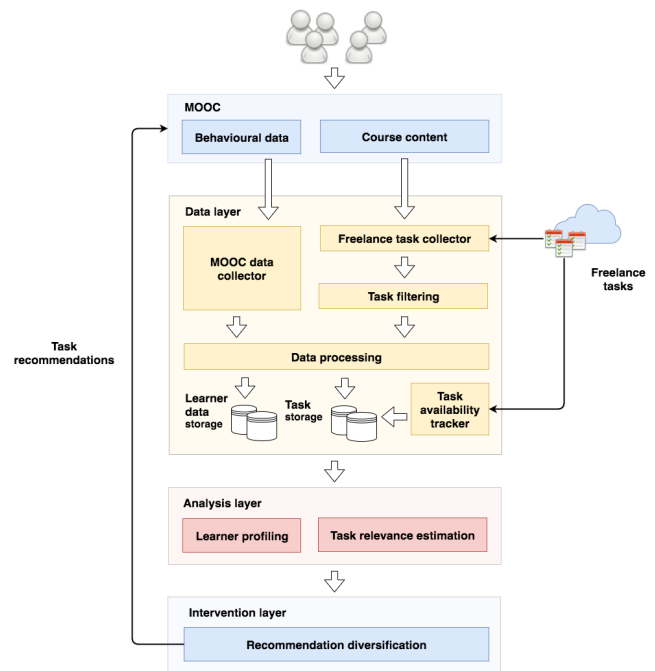 MOOC
Behavioural data
Course content
Data layer
MOOC data
collector
Freelance task collector
Task filtering
Freelance
tasks
Task
recommendations
Data processing
Learner
data
storage
Task
storage
Task
availability
tracker
Analysis layer
Learner profiling
Task relevance estimation
Intervention layer
Recommendation diversification